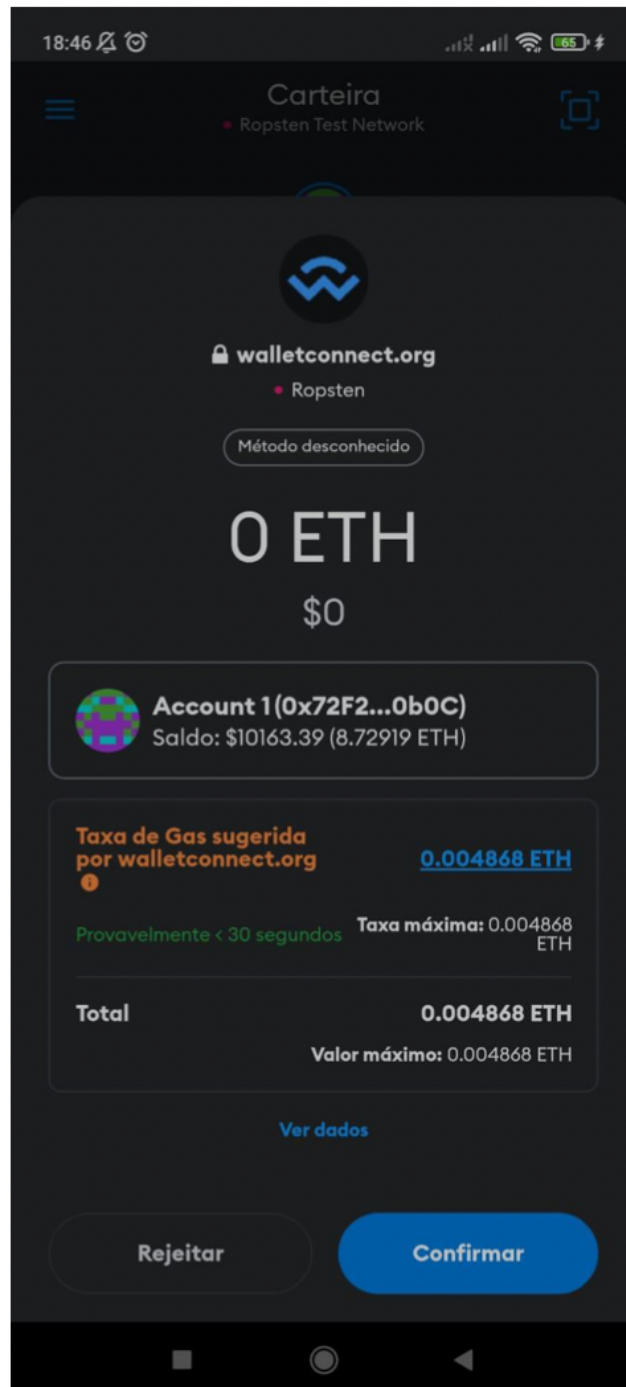 18:46
65
Carteira
Ropsten Test Network
walletconnect.org
Ropsten
Método desconhecido
0 ETH
$0
Account 1 (0x72F2...0b0C)
Saldo: $10163.39 (8.72919 ETH)
Taxa de Gas sugerida
por walletconnect.org
0.004868 ETH
Provavelmente < 30 segundos
Taxa máxima: 0.004868
ETH
Total
0.004868 ETH
Valor máximo: 0.004868 ETH
Ver dados
Rejeitar
Confirmar